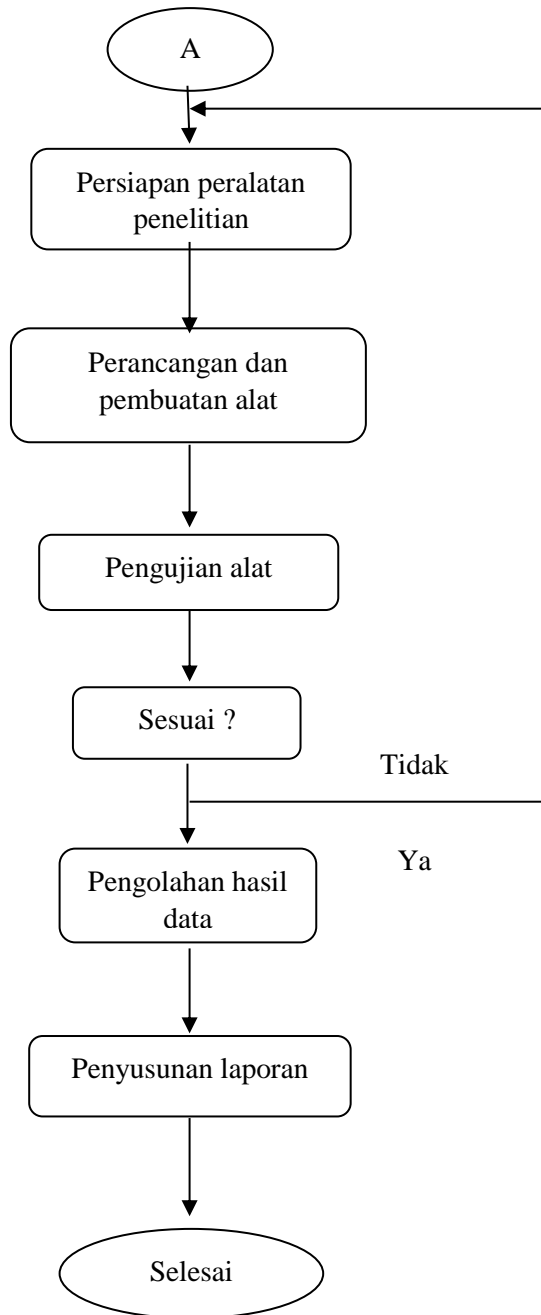 A
Persiapan peralatan
penelitian
Perancangan dan
pembuatan alat
Pengujian alat
Sesuai ?
Tidak
Ya
Pengolahan hasil
data
Penyusunan laporan
Selesai